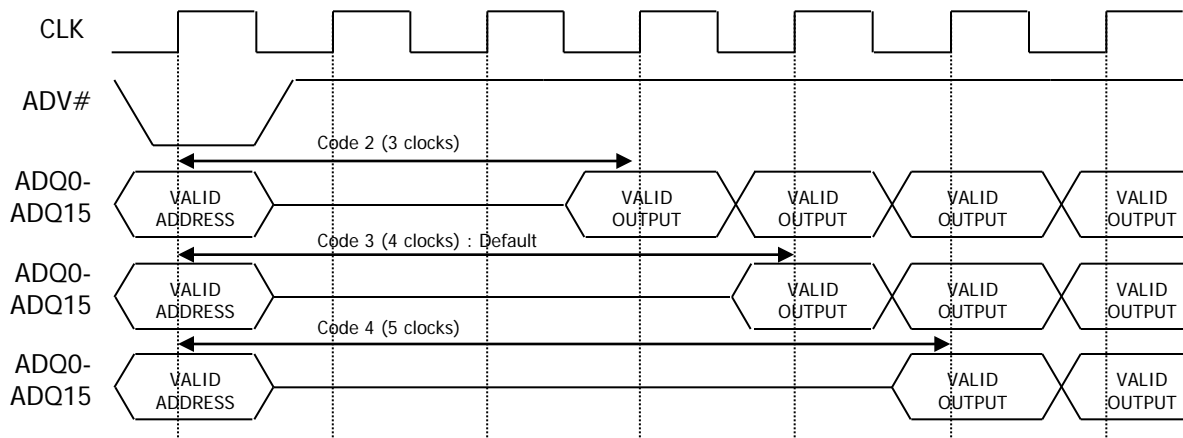 CLK
ADV#
Code 2 (3 clocks)
ADQ0-
ADQ15
VALID
ADDRESS
VALID
OUTPUT
VALID
OUTPUT
VALID
OUTPUT
VALID
OUTPUT
Code 3 (4 clocks) : Default
ADQ0-
ADQ15
VALID
ADDRESS
VALID
OUTPUT
VALID
OUTPUT
VALID
OUTPUT
Code 4 (5 clocks)
ADQ0-
ADQ15
VALID
ADDRESS
VALID
OUTPUT
VALID
OUTPUT